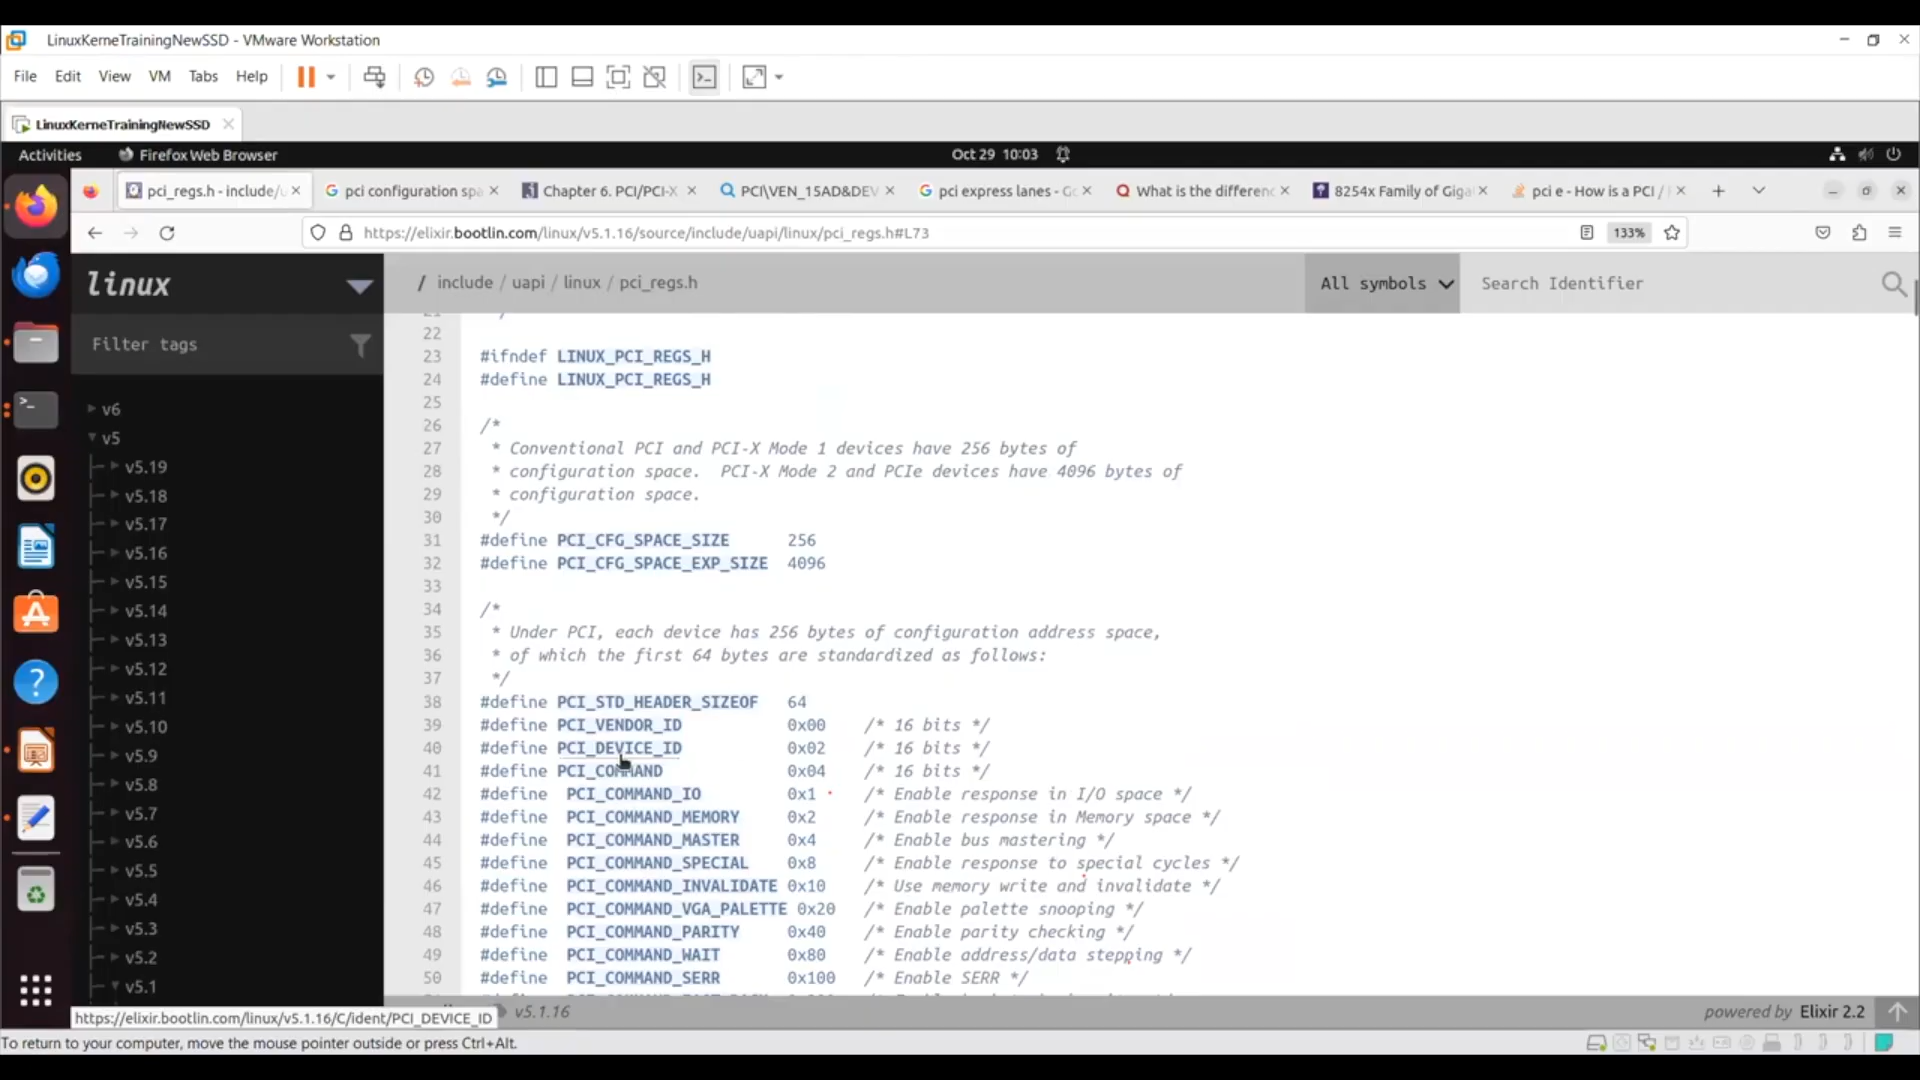 LinuxKerneTrainingNewSSD - VMware Workstation
File Edit View VM Tabs Help
LinuxKerneTrainingNewSSD
Activities Firefox Web Browser Oct 29 10:03
pci_regs.h - include/u pci configuration spa Chapter 6. PCI/PCI-X PCI\VEN_15AD&DEV pci express lanes - Go What is the differenc 8254x Family of Giga pci e - How is a PCI /
https://elixir.bootlin.com/linux/v5.1.16/source/include/uapi/linux/pci_regs.h#L73 133%
linux / include / uapi / linux / pci_regs.h All symbols Search Identifier
Filter tags
v6
v5
v5.19
v5.18
v5.17
v5.16
v5.15
v5.14
v5.13
v5.12
v5.11
v5.10
v5.9
v5.8
v5.7
v5.6
v5.5
v5.4
v5.3
v5.2
v5.1
22
23 #ifndef LINUX_PCI_REGS_H
24 #define LINUX_PCI_REGS_H
25
26 /*
27 * Conventional PCI and PCI-X Mode 1 devices have 256 bytes of
28 * configuration space. PCI-X Mode 2 and PCIe devices have 4096 bytes of
29 * configuration space.
30 */
31 #define PCI_CFG_SPACE_SIZE 256
32 #define PCI_CFG_SPACE_EXP_SIZE 4096
33
34 /*
35 * Under PCI, each device has 256 bytes of configuration address space,
36 * of which the first 64 bytes are standardized as follows:
37 */
38 #define PCI_STD_HEADER_SIZEOF 64
39 #define PCI_VENDOR_ID 0x00 /* 16 bits */
40 #define PCI_DEVICE_ID 0x02 /* 16 bits */
41 #define PCI_COMMAND 0x04 /* 16 bits */
42 #define PCI_COMMAND_IO 0x1 /* Enable response in I/O space */
43 #define PCI_COMMAND_MEMORY 0x2 /* Enable response in Memory space */
44 #define PCI_COMMAND_MASTER 0x4 /* Enable bus mastering */
45 #define PCI_COMMAND_SPECIAL 0x8 /* Enable response to special cycles */
46 #define PCI_COMMAND_INVALIDATE 0x10 /* Use memory write and invalidate */
47 #define PCI_COMMAND_VGA_PALETTE 0x20 /* Enable palette snooping */
48 #define PCI_COMMAND_PARITY 0x40 /* Enable parity checking */
49 #define PCI_COMMAND_WAIT 0x80 /* Enable address/data stepping */
50 #define PCI_COMMAND_SERR 0x100 /* Enable SERR */
https://elixir.bootlin.com/linux/v5.1.16/C/ident/PCI_DEVICE_ID v5.1.16 powered by Elixir 2.2
To return to your computer, move the mouse pointer outside or press Ctrl+Alt.